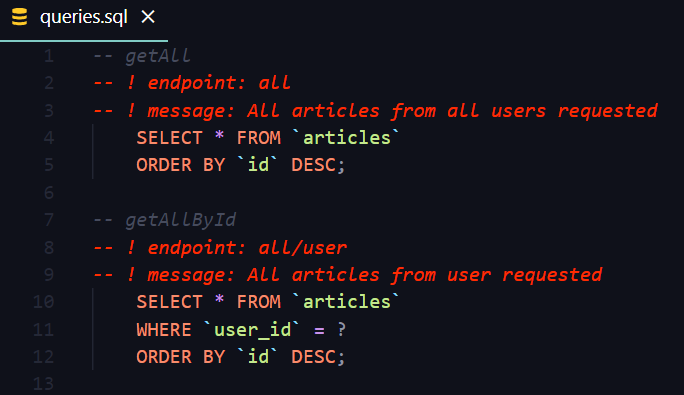 queries.sql ×
1 -- getAll
2 -- ! endpoint: all
3 -- ! message: All articles from all users requested
4 SELECT * FROM `articles`
5 ORDER BY `id` DESC;
6
7 -- getAllById
8 -- ! endpoint: all/user
9 -- ! message: All articles from user requested
10 SELECT * FROM `articles`
11 WHERE `user_id` = ?
12 ORDER BY `id` DESC;
13